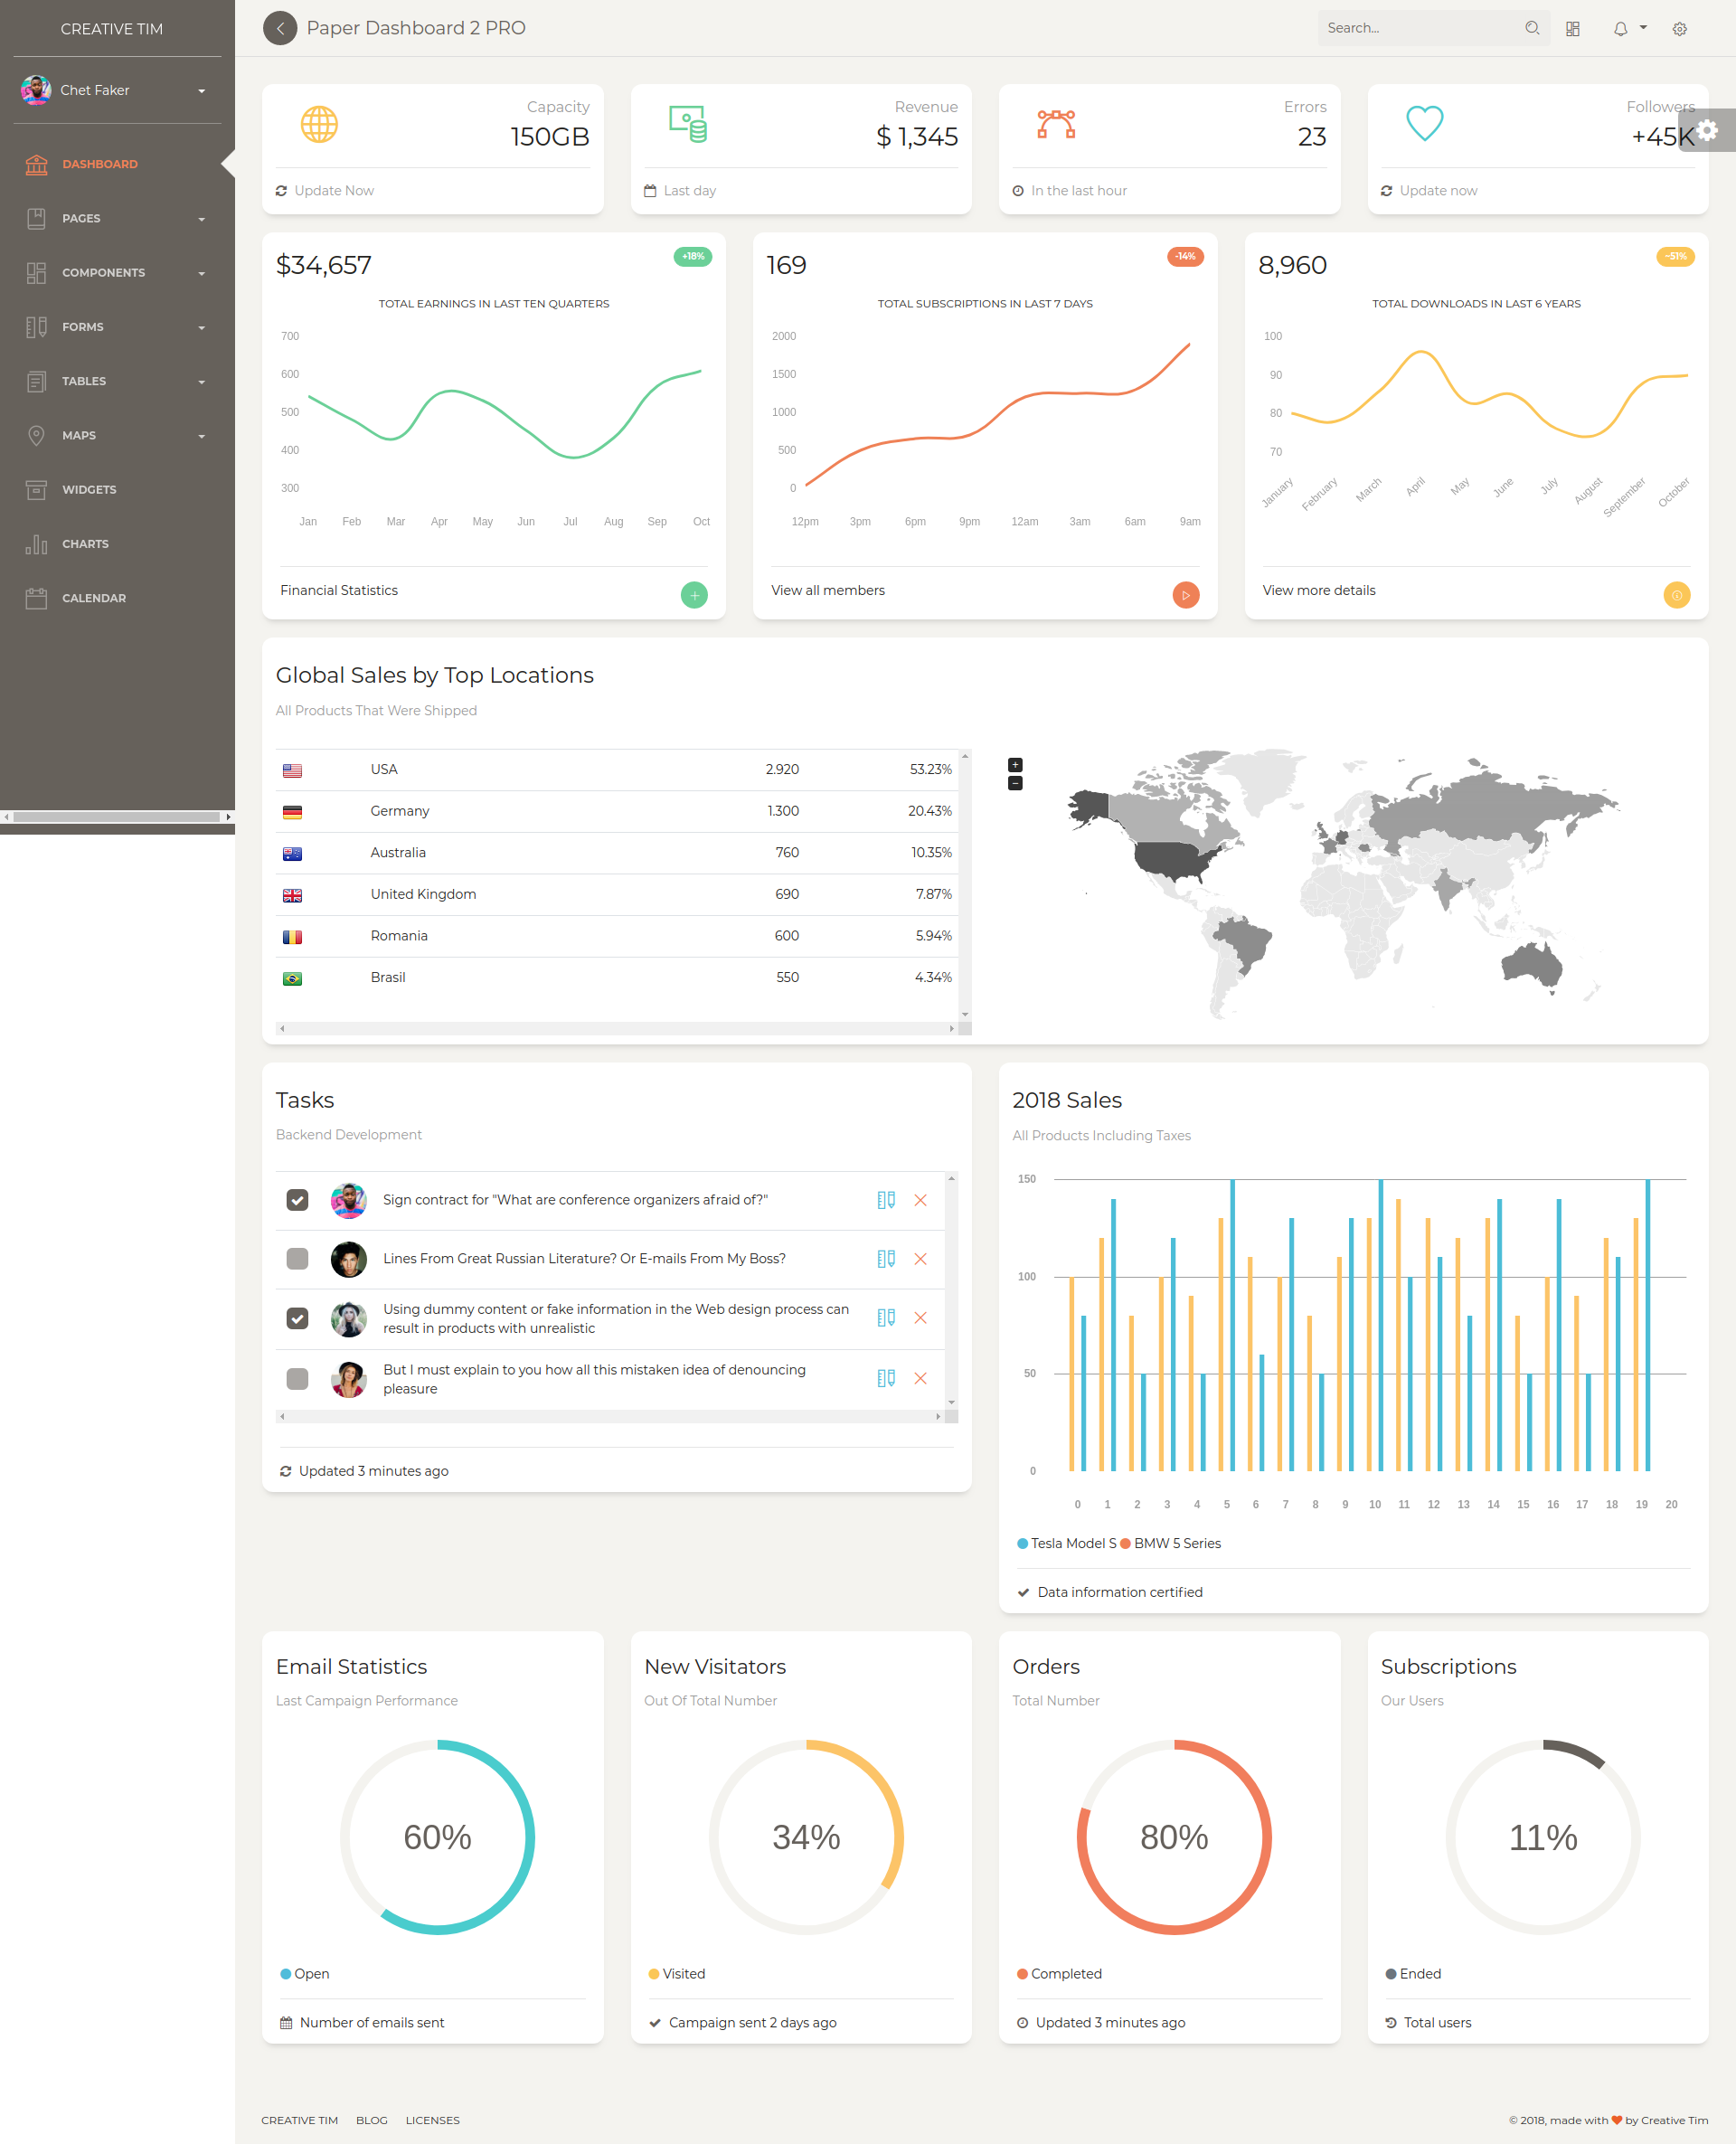 CREATIVE TIM
Chet Faker
DASHBOARD
PAGES
COMPONENTS
FORMS
TABLES
MAPS
WIDGETS
CHARTS
CALENDAR
Paper Dashboard 2 PRO
Search...
Capacity
150GB
Update Now
Revenue
$ 1,345
Last day
Errors
23
In the last hour
Followers
+45K
Update now
$34,657
+18%
TOTAL EARNINGS IN LAST TEN QUARTERS
700
600
500
400
300
Jan Feb Mar Apr May Jun Jul Aug Sep Oct
Financial Statistics
169
-14%
TOTAL SUBSCRIPTIONS IN LAST 7 DAYS
2000
1500
1000
500
0
12pm 3pm 6pm 9pm 12am 3am 6am 9am
View all members
8,960
~51%
TOTAL DOWNLOADS IN LAST 6 YEARS
100
90
80
70
January February March April May June July August September October
View more details
Global Sales by Top Locations
All Products That Were Shipped
USA 2.920 53.23%
Germany 1.300 20.43%
Australia 760 10.35%
United Kingdom 690 7.87%
Romania 600 5.94%
Brasil 550 4.34%
+
−
Tasks
Backend Development
Sign contract for "What are conference organizers afraid of?"
Lines From Great Russian Literature? Or E-mails From My Boss?
Using dummy content or fake information in the Web design process can
result in products with unrealistic
But I must explain to you how all this mistaken idea of denouncing
pleasure
Updated 3 minutes ago
2018 Sales
All Products Including Taxes
150
100
50
0
0 1 2 3 4 5 6 7 8 9 10 11 12 13 14 15 16 17 18 19 20
Tesla Model S BMW 5 Series
Data information certified
Email Statistics
Last Campaign Performance
60%
Open
Number of emails sent
New Visitators
Out Of Total Number
34%
Visited
Campaign sent 2 days ago
Orders
Total Number
80%
Completed
Updated 3 minutes ago
Subscriptions
Our Users
11%
Ended
Total users
CREATIVE TIM BLOG LICENSES
© 2018, made with ❤ by Creative Tim